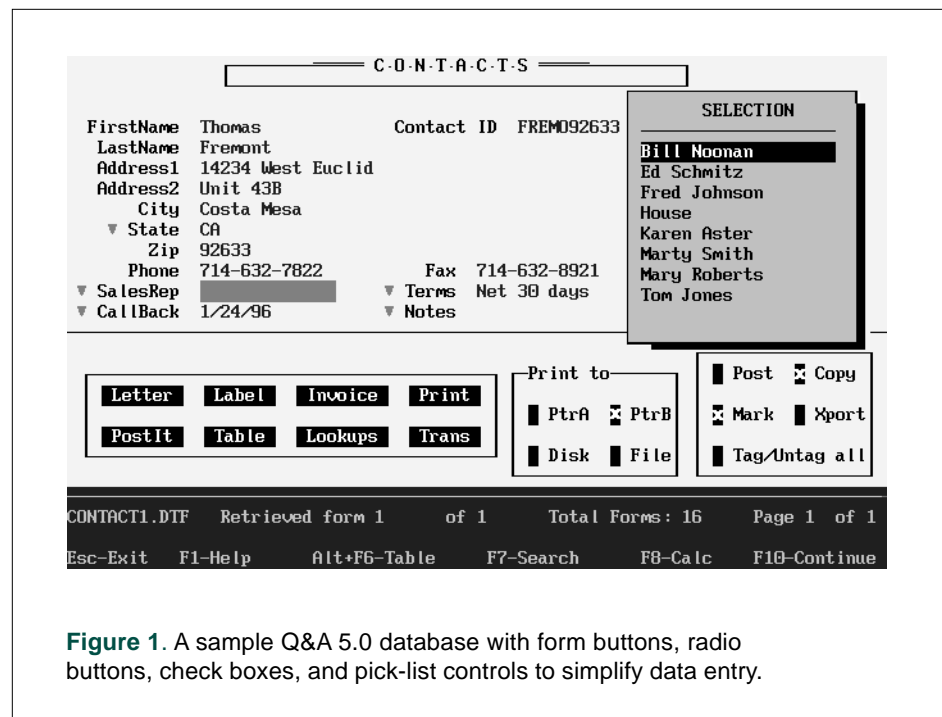 C·O·N·T·A·C·T·S
FirstName Thomas Contact ID FREMO92633
LastName Fremont
Address1 14234 West Euclid
Address2 Unit 43B
City Costa Mesa
▼ State CA
Zip 92633
Phone 714-632-7822 Fax 714-632-8921
▼ SalesRep ▼ Terms Net 30 days
▼ CallBack 1/24/96 ▼ Notes
SELECTION
Bill Noonan
Ed Schmitz
Fred Johnson
House
Karen Aster
Marty Smith
Mary Roberts
Tom Jones
Letter Label Invoice Print
PostIt Table Lookups Trans
Print to
PtrA PtrB
Disk File
Post Copy
Mark Xport
Tag/Untag all
CONTACT1.DTF Retrieved form 1 of 1 Total Forms: 16 Page 1 of 1
Esc-Exit F1-Help Alt+F6-Table F7-Search F8-Calc F10-Continue
Figure 1. A sample Q&A 5.0 database with form buttons, radio
buttons, check boxes, and pick-list controls to simplify data entry.